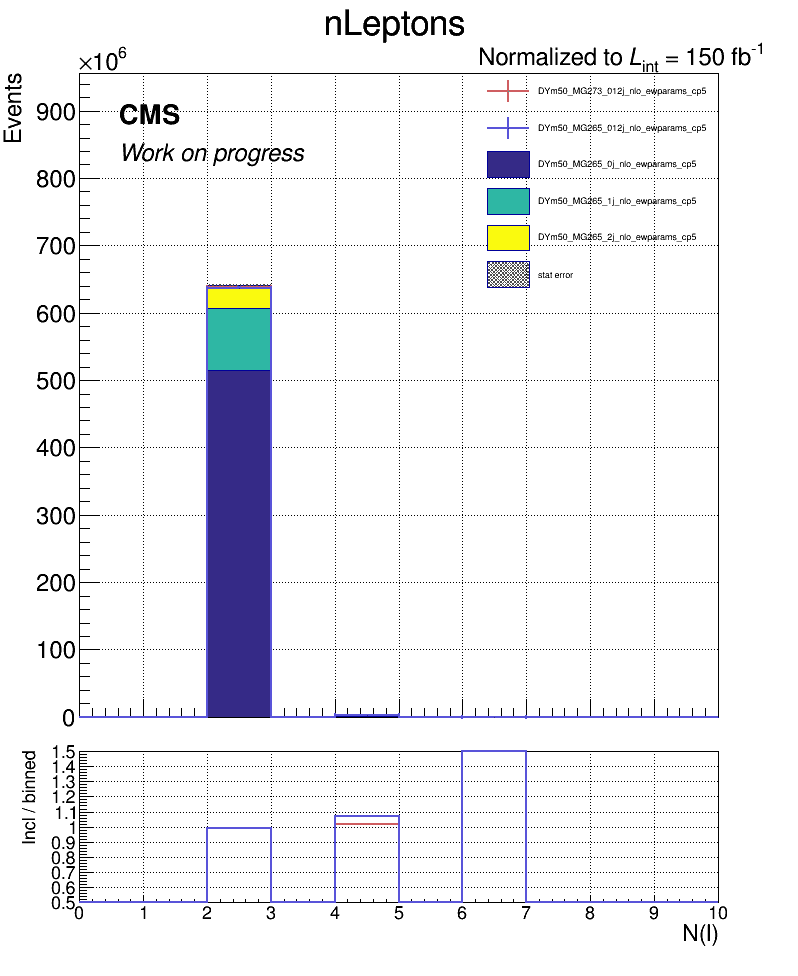 nLeptons
×10⁶
Normalized to Lint = 150 fb⁻¹
Events
CMS
Work on progress
DYm50_MG273_012j_nlo_ewparams_cp5
DYm50_MG265_012j_nlo_ewparams_cp5
DYm50_MG265_0j_nlo_ewparams_cp5
DYm50_MG265_1j_nlo_ewparams_cp5
DYm50_MG265_2j_nlo_ewparams_cp5
stat error
900
800
700
600
500
400
300
200
100
0
Incl / binned
1.5
1.4
1.3
1.2
1.1
1
0.9
0.8
0.7
0.6
0.5
0 1 2 3 4 5 6 7 8 9 10
N(l)